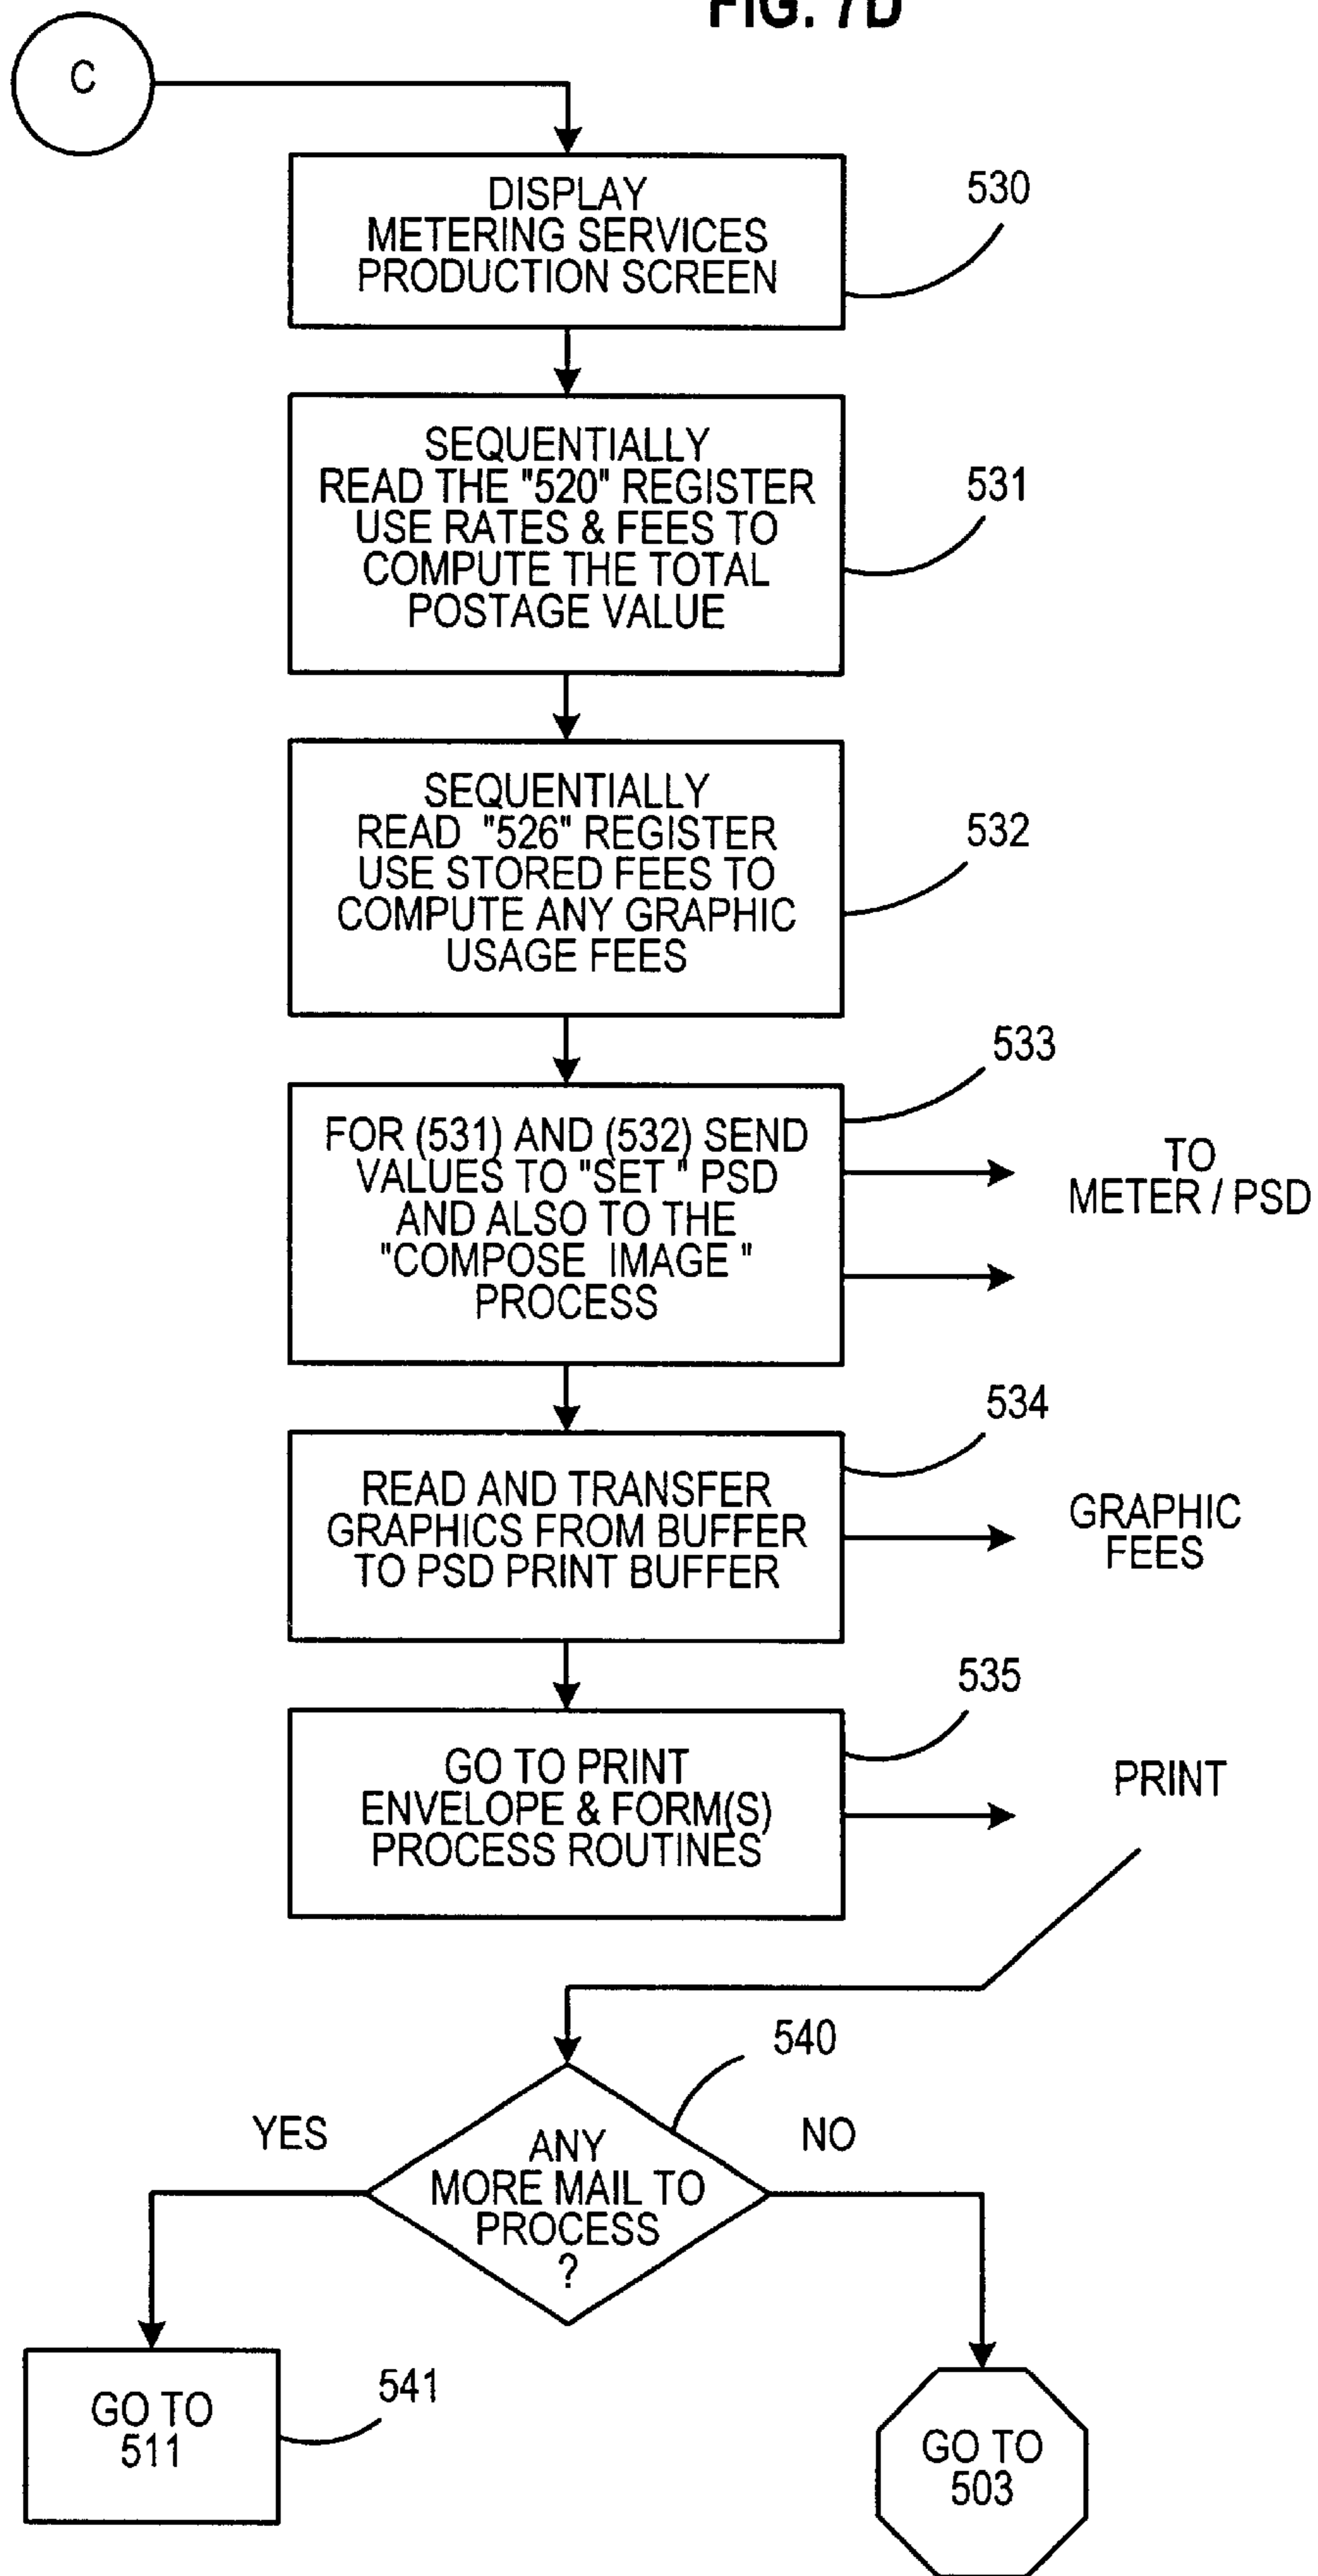 FIG. 7D
C
DISPLAY
METERING SERVICES
PRODUCTION SCREEN
530
SEQUENTIALLY
READ THE "520" REGISTER
USE RATES & FEES TO
COMPUTE THE TOTAL
POSTAGE VALUE
531
SEQUENTIALLY
READ "526" REGISTER
USE STORED FEES TO
COMPUTE ANY GRAPHIC
USAGE FEES
532
533
FOR (531) AND (532) SEND
VALUES TO "SET " PSD
AND ALSO TO THE
"COMPOSE IMAGE "
PROCESS
TO
METER / PSD
534
READ AND TRANSFER
GRAPHICS FROM BUFFER
TO PSD PRINT BUFFER
GRAPHIC
FEES
535
GO TO PRINT
ENVELOPE & FORM(S)
PROCESS ROUTINES
PRINT
540
YES
NO
ANY
MORE MAIL TO
PROCESS
?
GO TO
511
541
GO TO
503